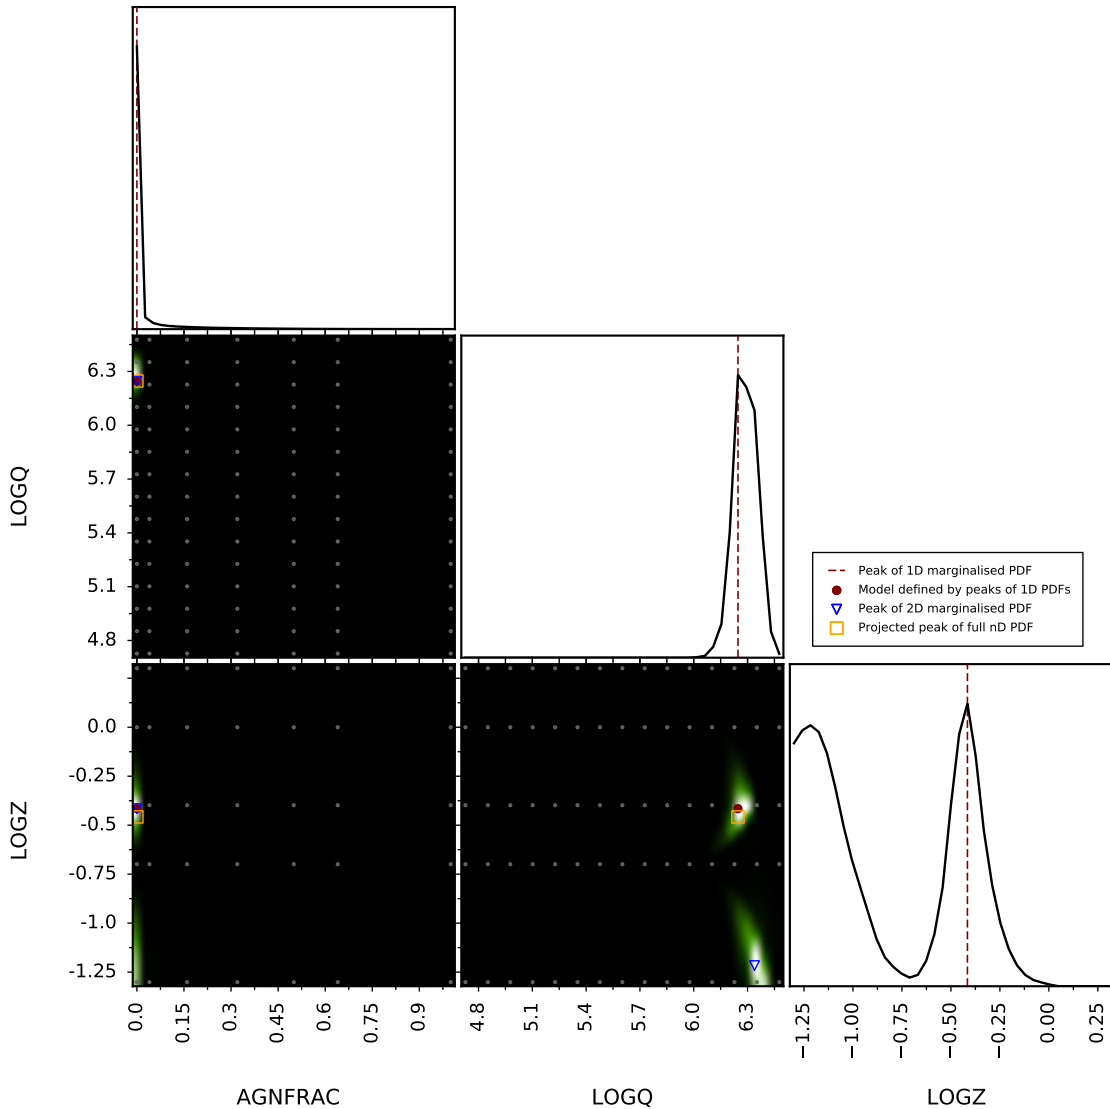 LOGQ
6.3
6.0
5.7
5.4
5.1
4.8
Peak of 1D marginalised PDF
Model defined by peaks of 1D PDFs
Peak of 2D marginalised PDF
Projected peak of full nD PDF
LOGZ
0.0
-0.25
-0.5
-0.75
-1.0
-1.25
0.0 0.15 0.3 0.45 0.6 0.75 0.9
4.8 5.1 5.4 5.7 6.0 6.3
−1.25 −1.00 −0.75 −0.50 −0.25 0.00 0.25
AGNFRAC LOGQ LOGZ